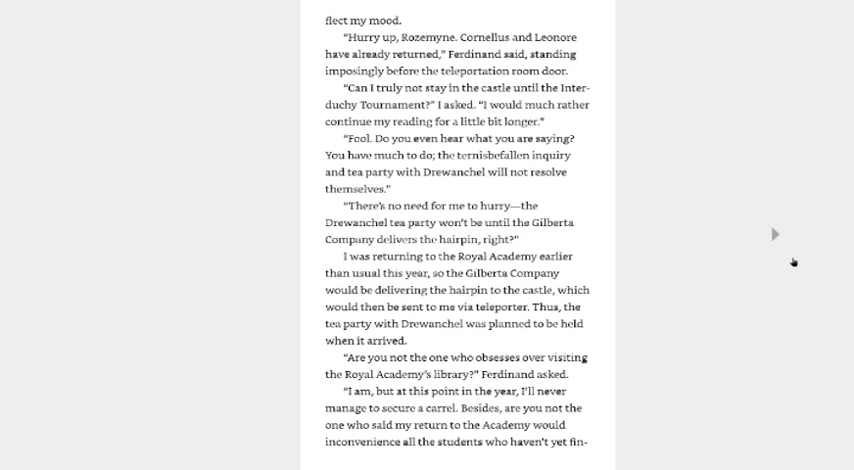 flect my mood.
“Hurry up, Rozemyne. Cornelius and Leonore
have already returned,” Ferdinand said, standing
imposingly before the teleportation room door.
“Can I truly not stay in the castle until the Inter-
duchy Tournament?” I asked. “I would much rather
continue my reading for a little bit longer.”
“Fool. Do you even hear what you are saying?
You have much to do; the ternisbefallen inquiry
and tea party with Drewanchel will not resolve
themselves.”
“There’s no need for me to hurry—the
Drewanchel tea party won’t be until the Gilberta
Company delivers the hairpin, right?”
I was returning to the Royal Academy earlier
than usual this year, so the Gilberta Company
would be delivering the hairpin to the castle, which
would then be sent to me via teleporter. Thus, the
tea party with Drewanchel was planned to be held
when it arrived.
“Are you not the one who obsesses over visiting
the Royal Academy’s library?” Ferdinand asked.
“I am, but at this point in the year, I’ll never
manage to secure a carrel. Besides, are you not the
one who said my return to the Academy would
inconvenience all the students who haven’t yet fin-